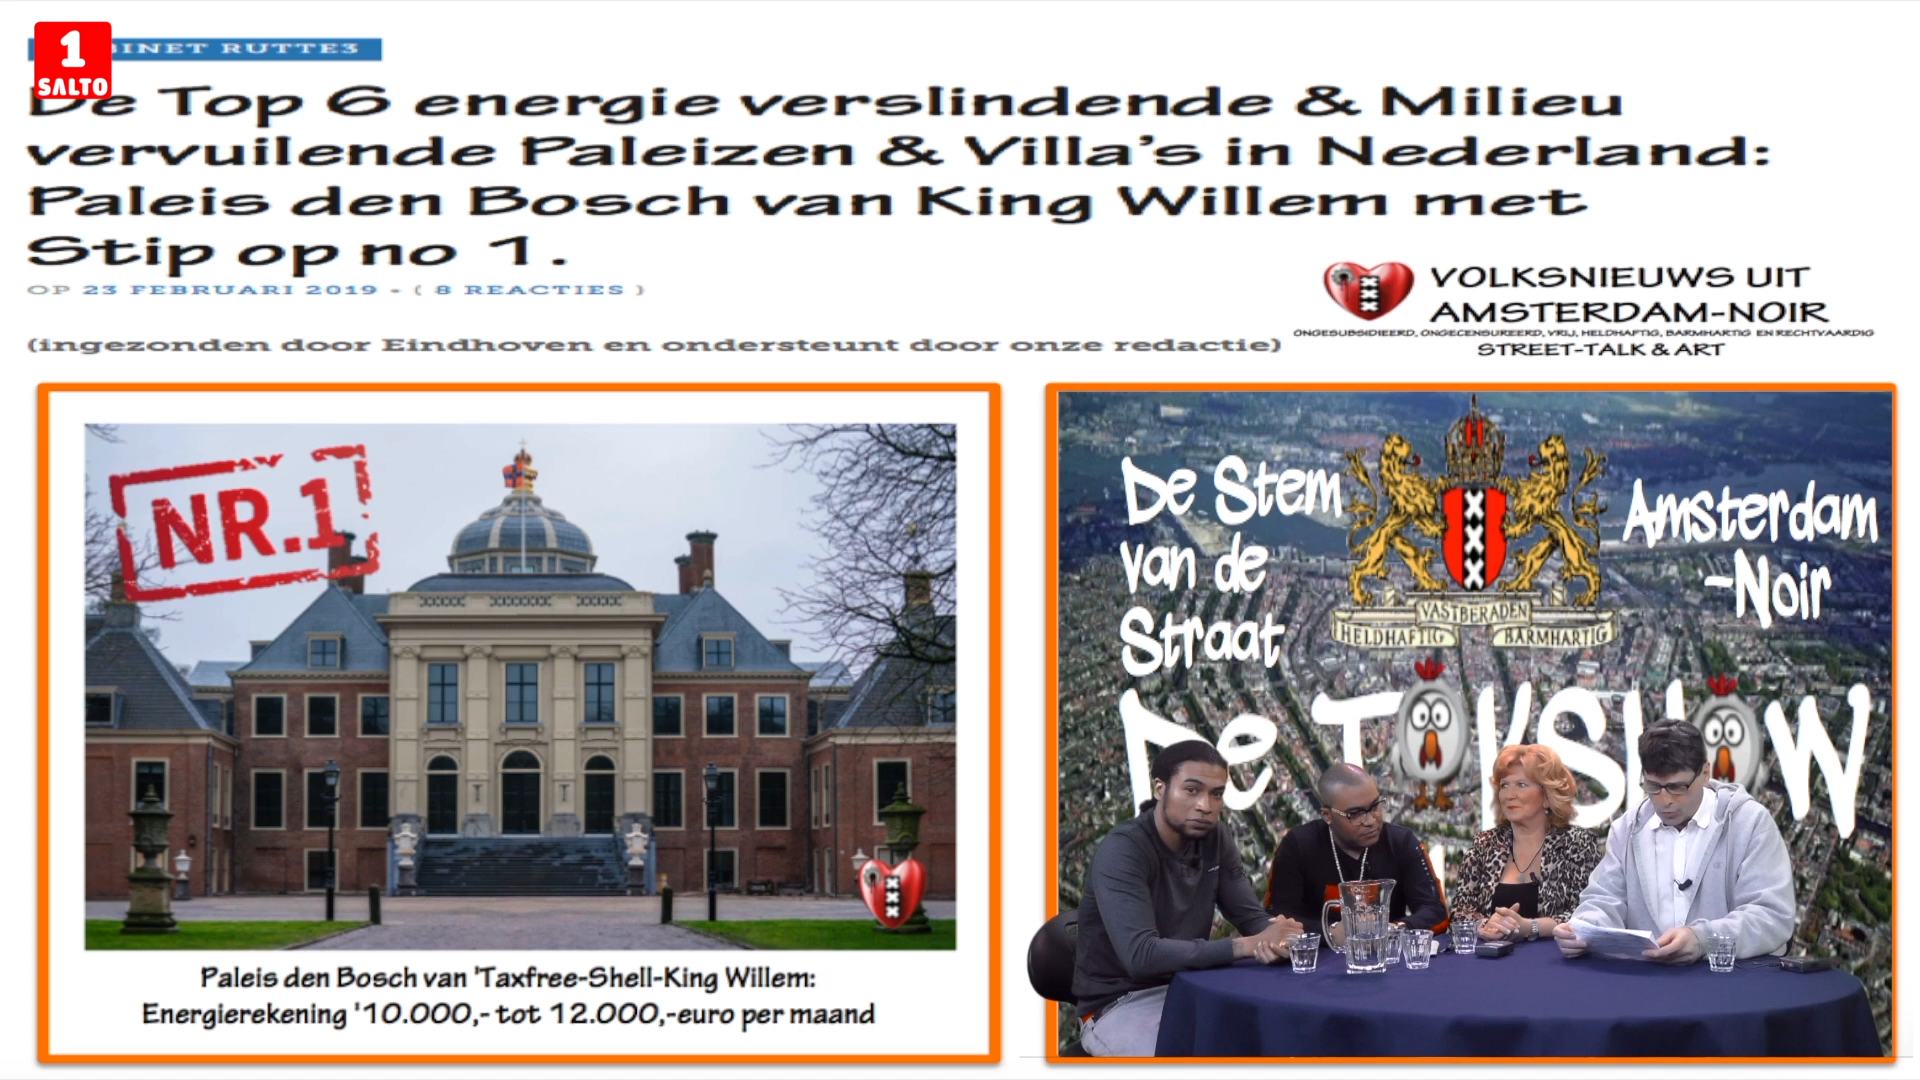 1
SALTO
BINET RUTTE3
De Top 6 energie verslindende & Milieu
vervuilende Paleizen & Villa's in Nederland:
Paleis den Bosch van King Willem met
Stip op no 1.
OP 23 FEBRUARI 2019 • ( 8 REACTIES )
(ingezonden door Eindhoven en ondersteunt door onze redactie)
VOLKSNIEUWS UIT
AMSTERDAM-NOIR
ONGESUBSIDIEERD, ONGECENSUREERD, VRIJ, HELDHAFTIG, BARMHARTIG EN RECHTVAARDIG
STREET-TALK & ART
NR.1
Paleis den Bosch van 'Taxfree-Shell-King Willem:
Energierekening '10.000,- tot 12.000,-euro per maand
De Stem
van de
Straat
Amsterdam
-Noir
VASTBERADEN
HELDHAFTIG
BARMHARTIG
De TOKSHOW